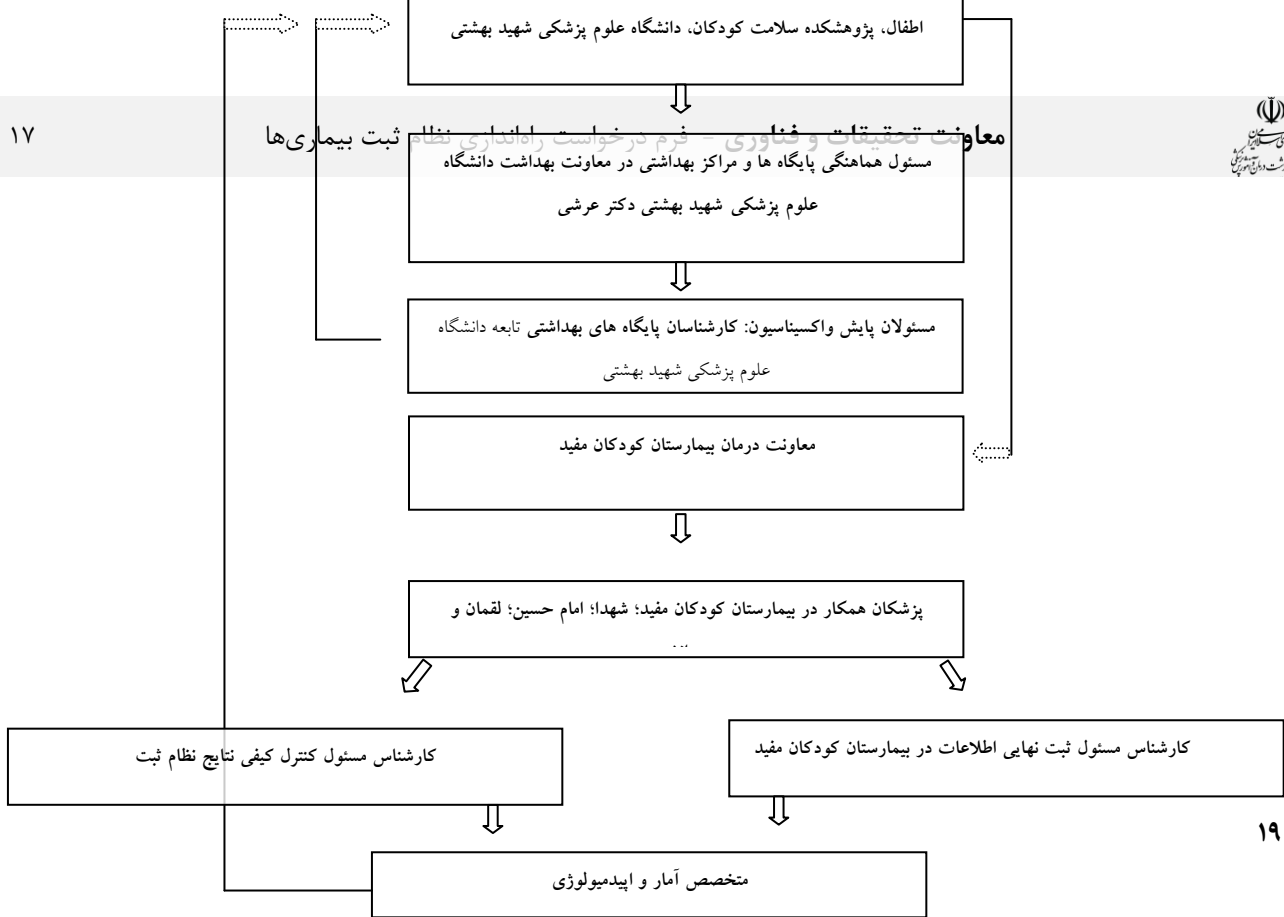 اطفال، پژوهشکده سلامت کودکان، دانشگاه علوم پزشکی شهید بهشتی
معاونت تحقیقات و فناوری - فرم درخواست راه‌اندازی نظام ثبت بیماری‌ها
۱۷
مسئول هماهنگی پایگاه ها و مراکز بهداشتی در معاونت بهداشت دانشگاه
علوم پزشکی شهید بهشتی دکتر عرشی
مسئولان پایش واکسیناسیون: کارشناسان پایگاه های بهداشتی تابعه دانشگاه
علوم پزشکی شهید بهشتی
معاونت درمان بیمارستان کودکان مفید
پزشکان همکار در بیمارستان کودکان مفید؛ شهدا؛ امام حسین؛ لقمان و
کارشناس مسئول ثبت نهایی اطلاعات در بیمارستان کودکان مفید
کارشناس مسئول کنترل کیفی نتایج نظام ثبت
۱۹
متخصص آمار و اپیدمیولوژی